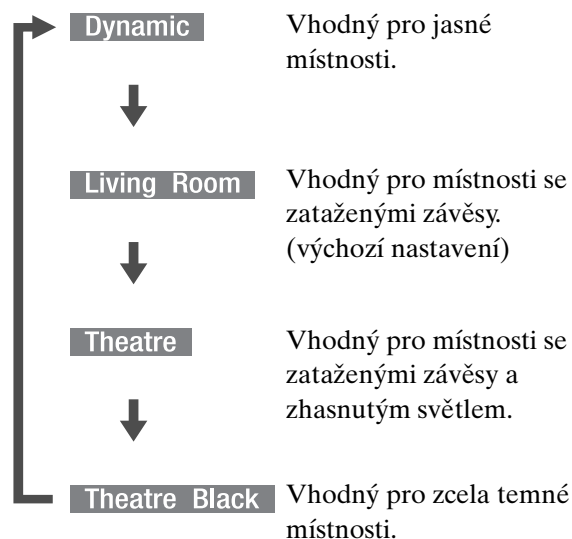 Dynamic
Vhodný pro jasné
místnosti.
Living Room
Vhodný pro místnosti se
zataženými závěsy.
(výchozí nastavení)
Theatre
Vhodný pro místnosti se
zataženými závěsy a
zhasnutým světlem.
Theatre Black
Vhodný pro zcela temné
místnosti.